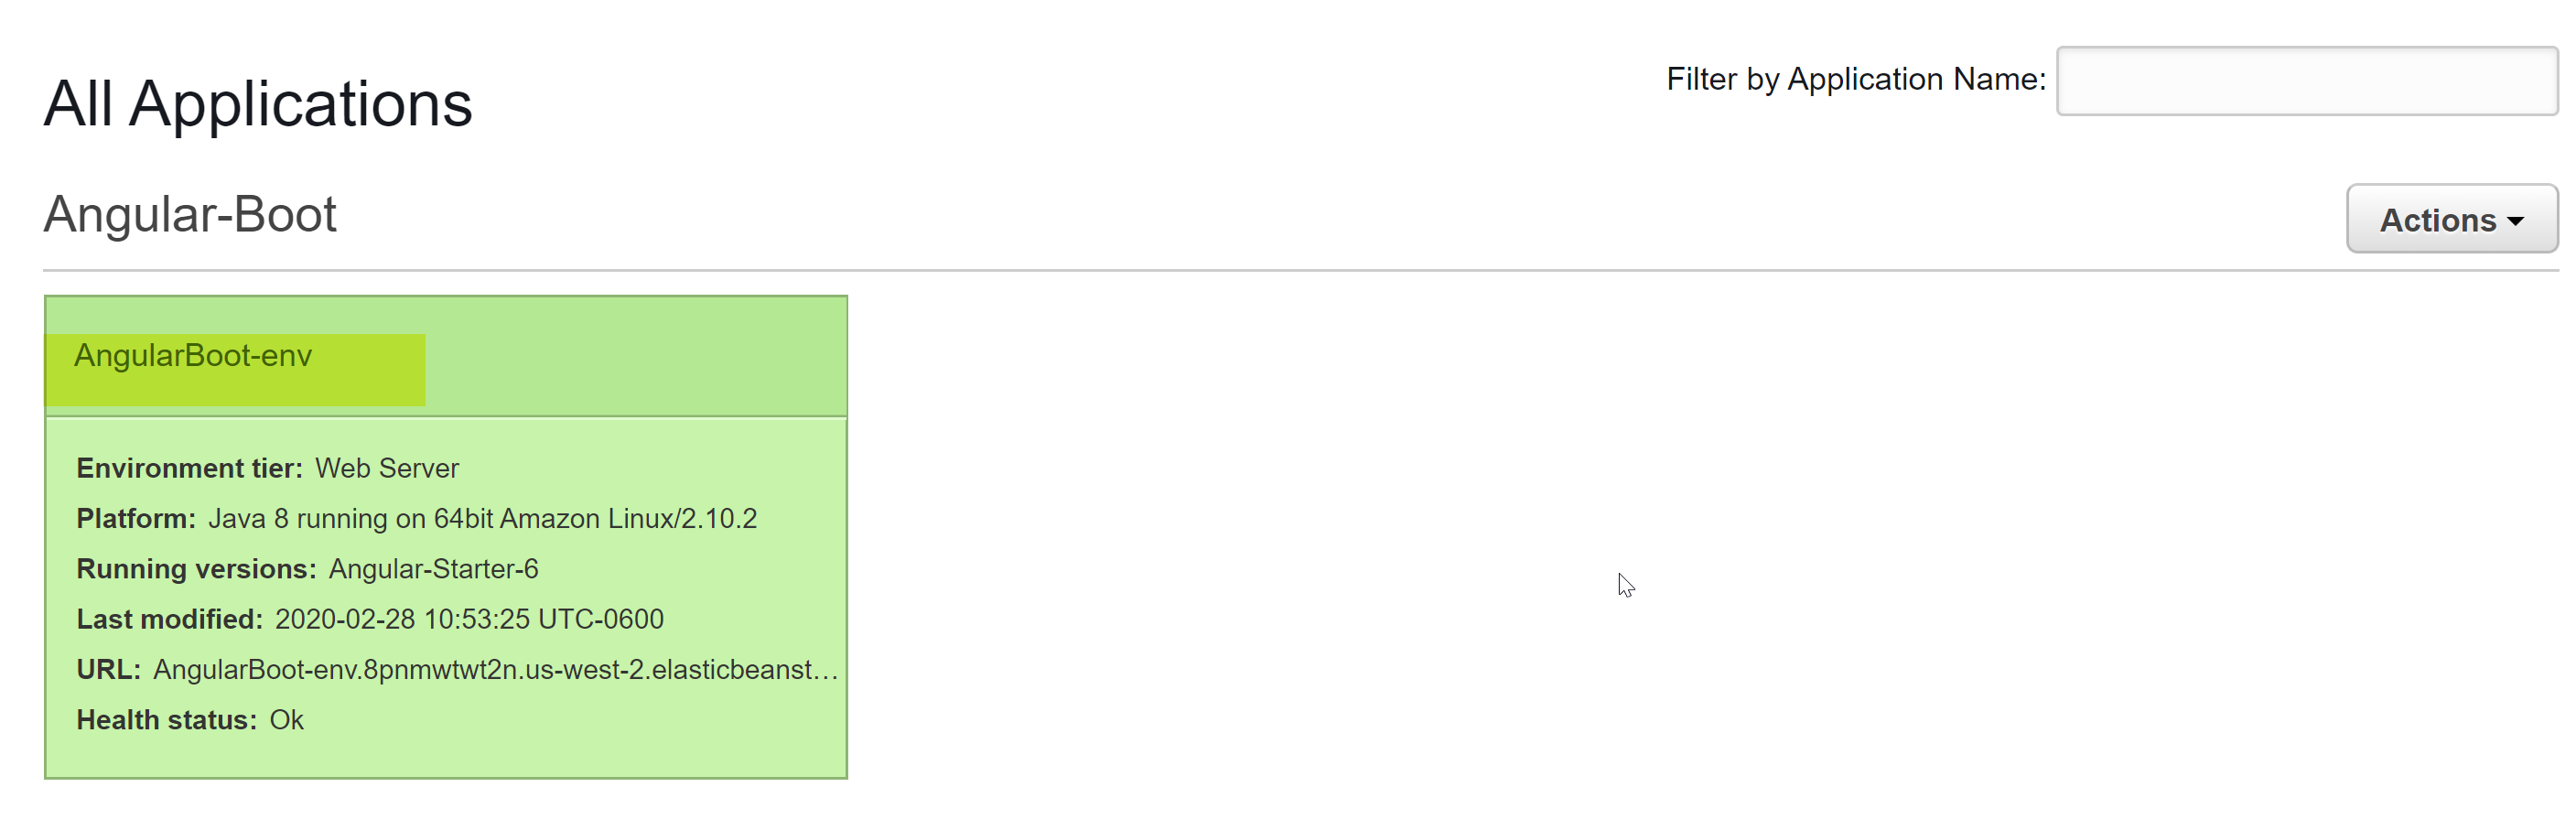 All Applications
Filter by Application Name:
Angular-Boot
Actions
AngularBoot-env
Environment tier: Web Server
Platform: Java 8 running on 64bit Amazon Linux/2.10.2
Running versions: Angular-Starter-6
Last modified: 2020-02-28 10:53:25 UTC-0600
URL: AngularBoot-env.8pnmwtwt2n.us-west-2.elasticbeanst...
Health status: Ok